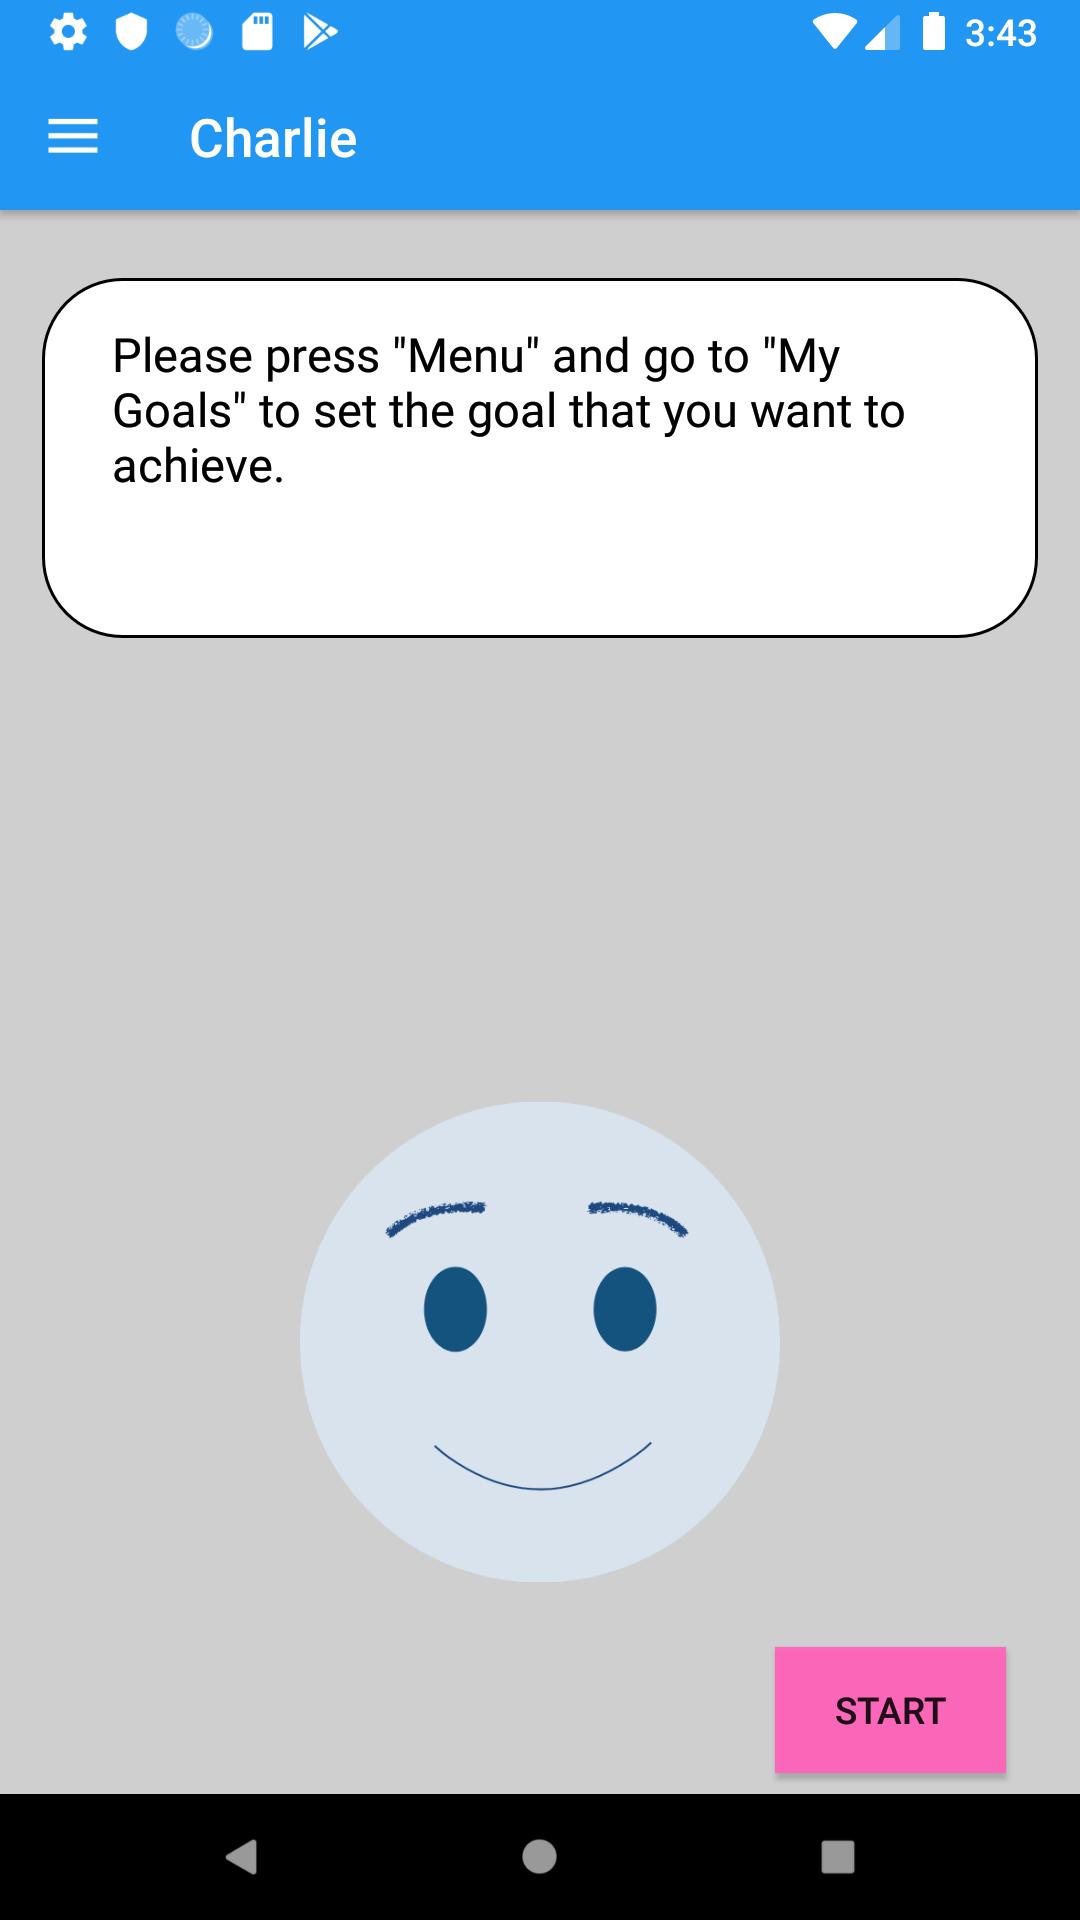 3:43
Charlie
Please press "Menu" and go to "My
Goals" to set the goal that you want to
achieve.
START